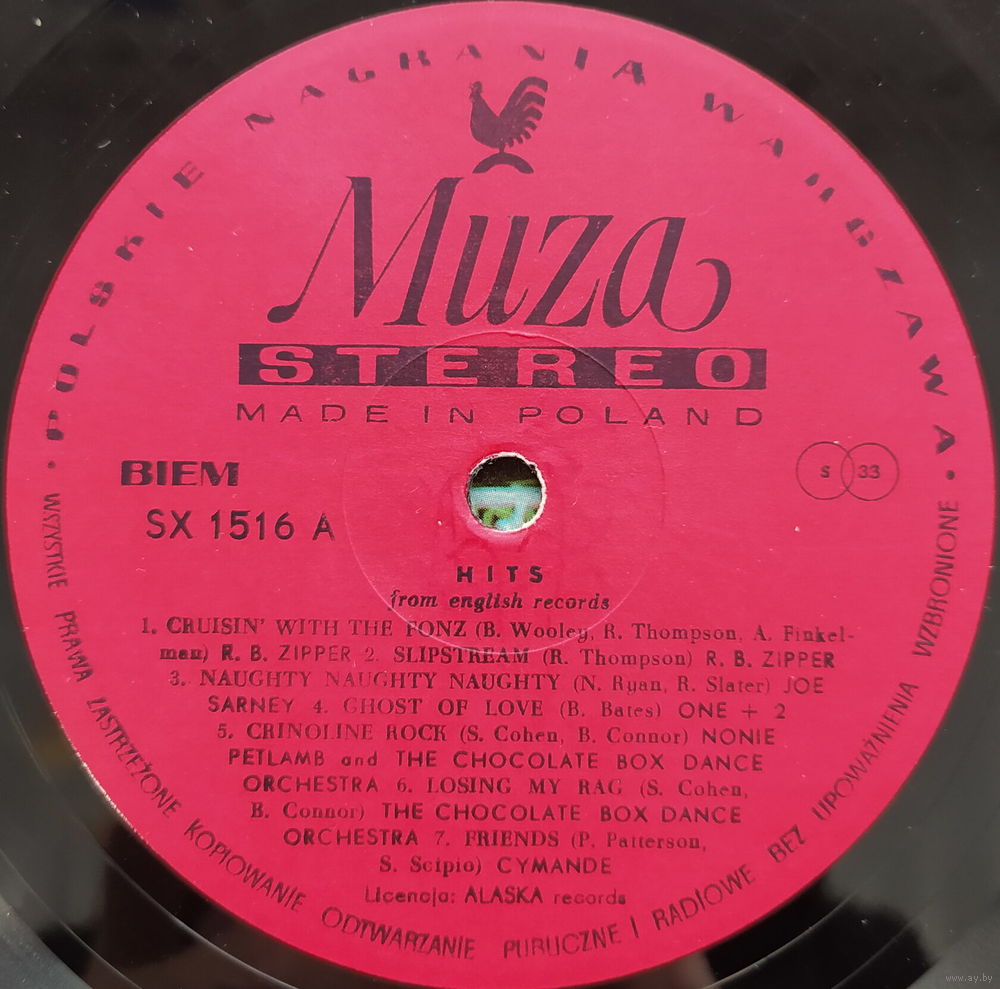 • POLSKIE NAGRANIA WARSZAWA •
Muza
STEREO
MADE IN POLAND
BIEM
SX 1516 A
S 33
HITS
from english records
1. CRUISIN' WITH THE FONZ (B. Wooley, R. Thompson, A. Finkel-
man) R. B. ZIPPER 2. SLIPSTREAM (R. Thompson) R. B. ZIPPER
3. NAUGHTY NAUGHTY NAUGHTY (N. Ryan, R. Slater) JOE
SARNEY 4. GHOST OF LOVE (B. Bates) ONE + 2
5. CRINOLINE ROCK (S. Cohen, B. Connor) NONIE
PETLAMB and THE CHOCOLATE BOX DANCE
ORCHESTRA 6. LOSING MY RAG (S. Cohen,
B. Connor) THE CHOCOLATE BOX DANCE
ORCHESTRA 7. FRIENDS (P. Patterson,
S. Scipio) CYMANDE
Licencja: ALASKA records
WSZYSTKIE PRAWA ZASTRZEŻONE KOPIOWANIE ODTWARZANIE PUBLICZNE I RADIOWE BEZ UPOWAŻNIENIA WZBRONIONE
www.ay.by